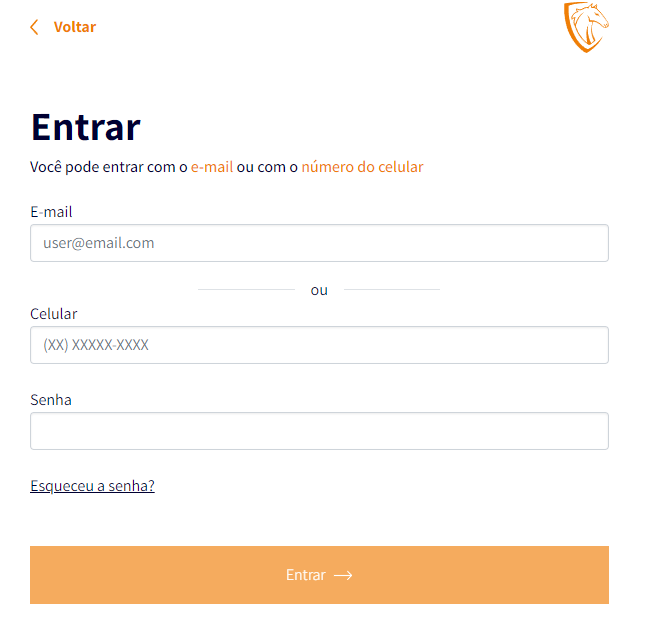 Voltar
Entrar
Você pode entrar com o e-mail ou com o número do celular
E-mail
user@email.com
ou
Celular
(XX) XXXXX-XXXX
Senha
Esqueceu a senha?
Entrar